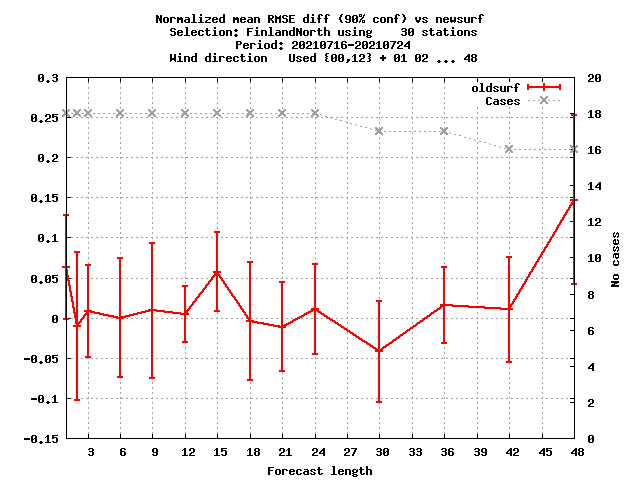 Normalized mean RMSE diff (90% conf) vs newsurf
Selection: FinlandNorth using    30 stations
Period: 20210716-20210724
Wind direction   Used {00,12} + 01 02 ... 48
oldsurf
Cases
0.3
0.25
0.2
0.15
0.1
0.05
0
-0.05
-0.1
-0.15
20
18
16
14
12
10
8
6
4
2
0
No cases
3 6 9 12 15 18 21 24 27 30 33 36 39 42 45 48
Forecast length